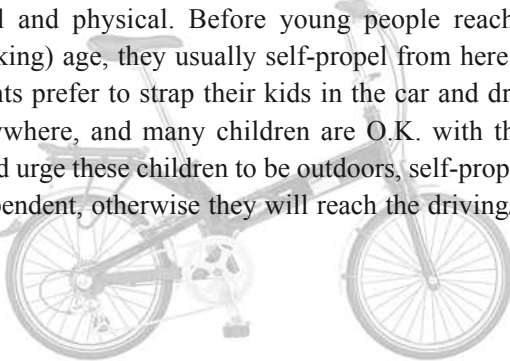 l and physical. Before young people reach
king) age, they usually self-propel from here
nts prefer to strap their kids in the car and dr
ywhere, and many children are O.K. with th
d urge these children to be outdoors, self-prop
pendent, otherwise they will reach the driving